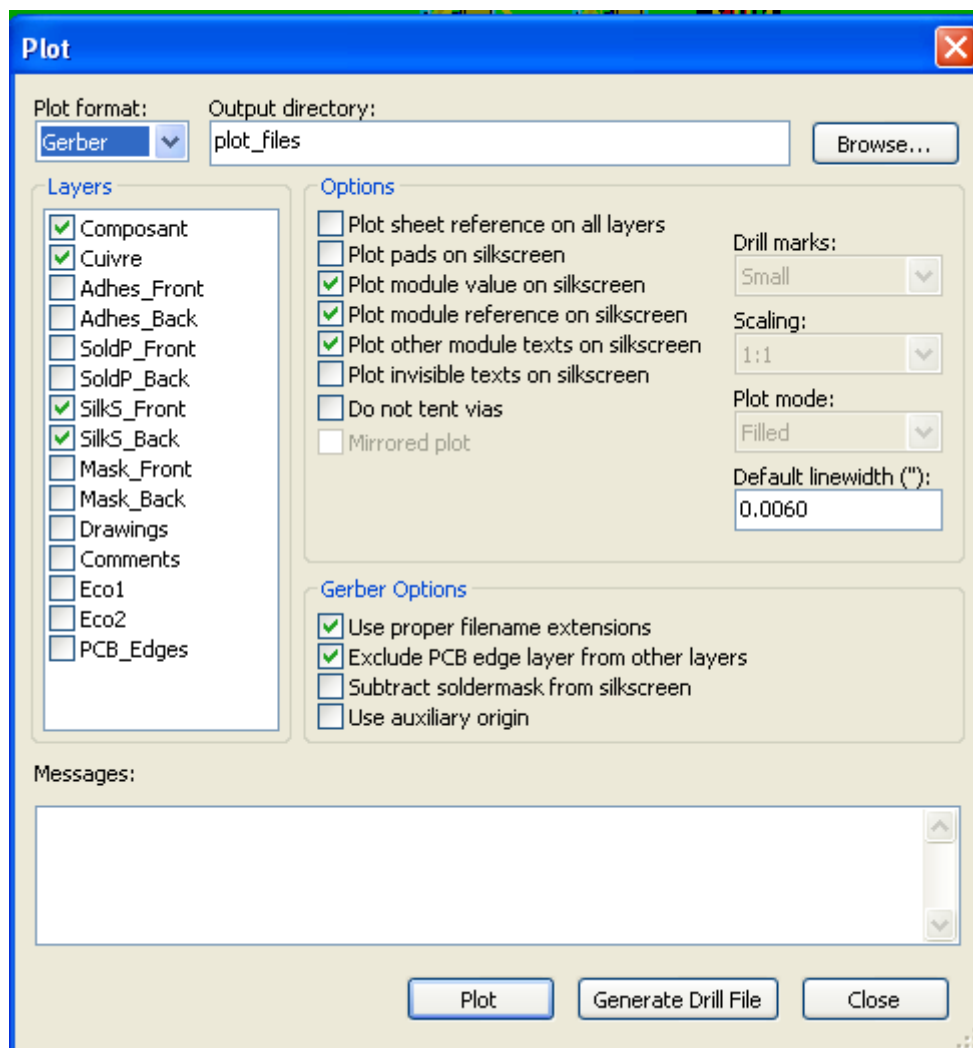 Plot
Plot format:
Output directory:
Gerber
plot_files
Browse...
Layers
Composant
Cuivre
Adhes_Front
Adhes_Back
SoldP_Front
SoldP_Back
SilkS_Front
SilkS_Back
Mask_Front
Mask_Back
Drawings
Comments
Eco1
Eco2
PCB_Edges
Options
Plot sheet reference on all layers
Plot pads on silkscreen
Plot module value on silkscreen
Plot module reference on silkscreen
Plot other module texts on silkscreen
Plot invisible texts on silkscreen
Do not tent vias
Mirrored plot
Drill marks:
Small
Scaling:
1:1
Plot mode:
Filled
Default linewidth ("):
0.0060
Gerber Options
Use proper filename extensions
Exclude PCB edge layer from other layers
Subtract soldermask from silkscreen
Use auxiliary origin
Messages:
Plot
Generate Drill File
Close